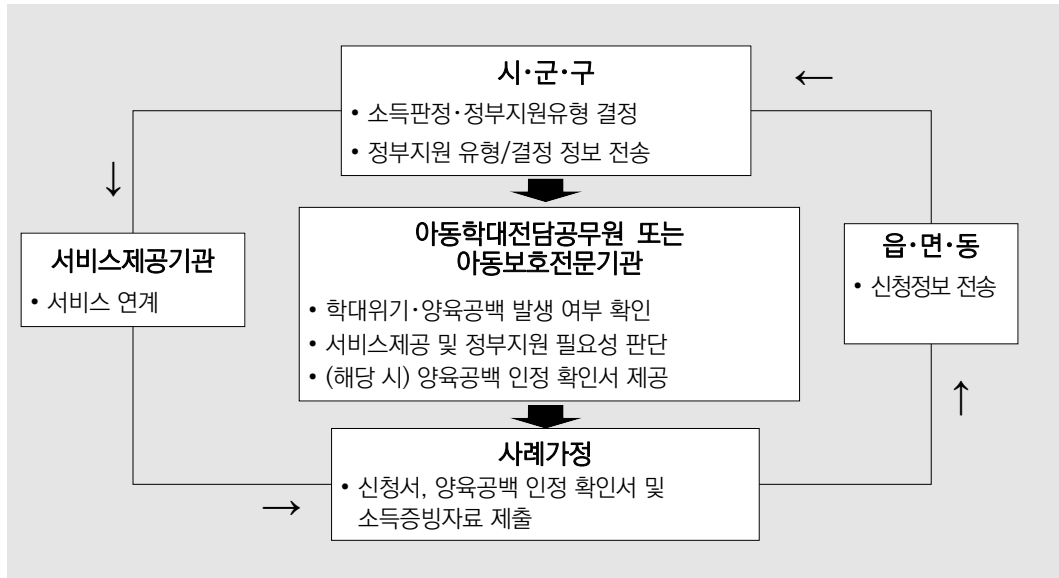 시·군·구
• 소득판정·정부지원유형 결정
• 정부지원 유형/결정 정보 전송
아동학대전담공무원 또는
아동보호전문기관
• 학대위기·양육공백 발생 여부 확인
• 서비스제공 및 정부지원 필요성 판단
• (해당 시) 양육공백 인정 확인서 제공
서비스제공기관
• 서비스 연계
읍·면·동
• 신청정보 전송
사례가정
• 신청서, 양육공백 인정 확인서 및
소득증빙자료 제출